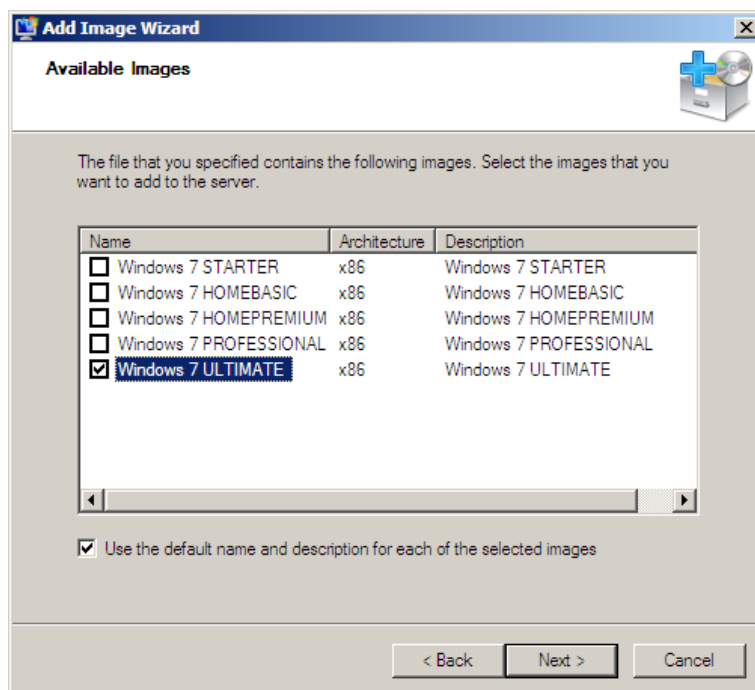 Add Image Wizard
Available Images
The file that you specified contains the following images. Select the images that you
want to add to the server.
Name Architecture Description
Windows 7 STARTER x86 Windows 7 STARTER
Windows 7 HOMEBASIC x86 Windows 7 HOMEBASIC
Windows 7 HOMEPREMIUM x86 Windows 7 HOMEPREMIUM
Windows 7 PROFESSIONAL x86 Windows 7 PROFESSIONAL
Windows 7 ULTIMATE x86 Windows 7 ULTIMATE
Use the default name and description for each of the selected images
< Back Next > Cancel